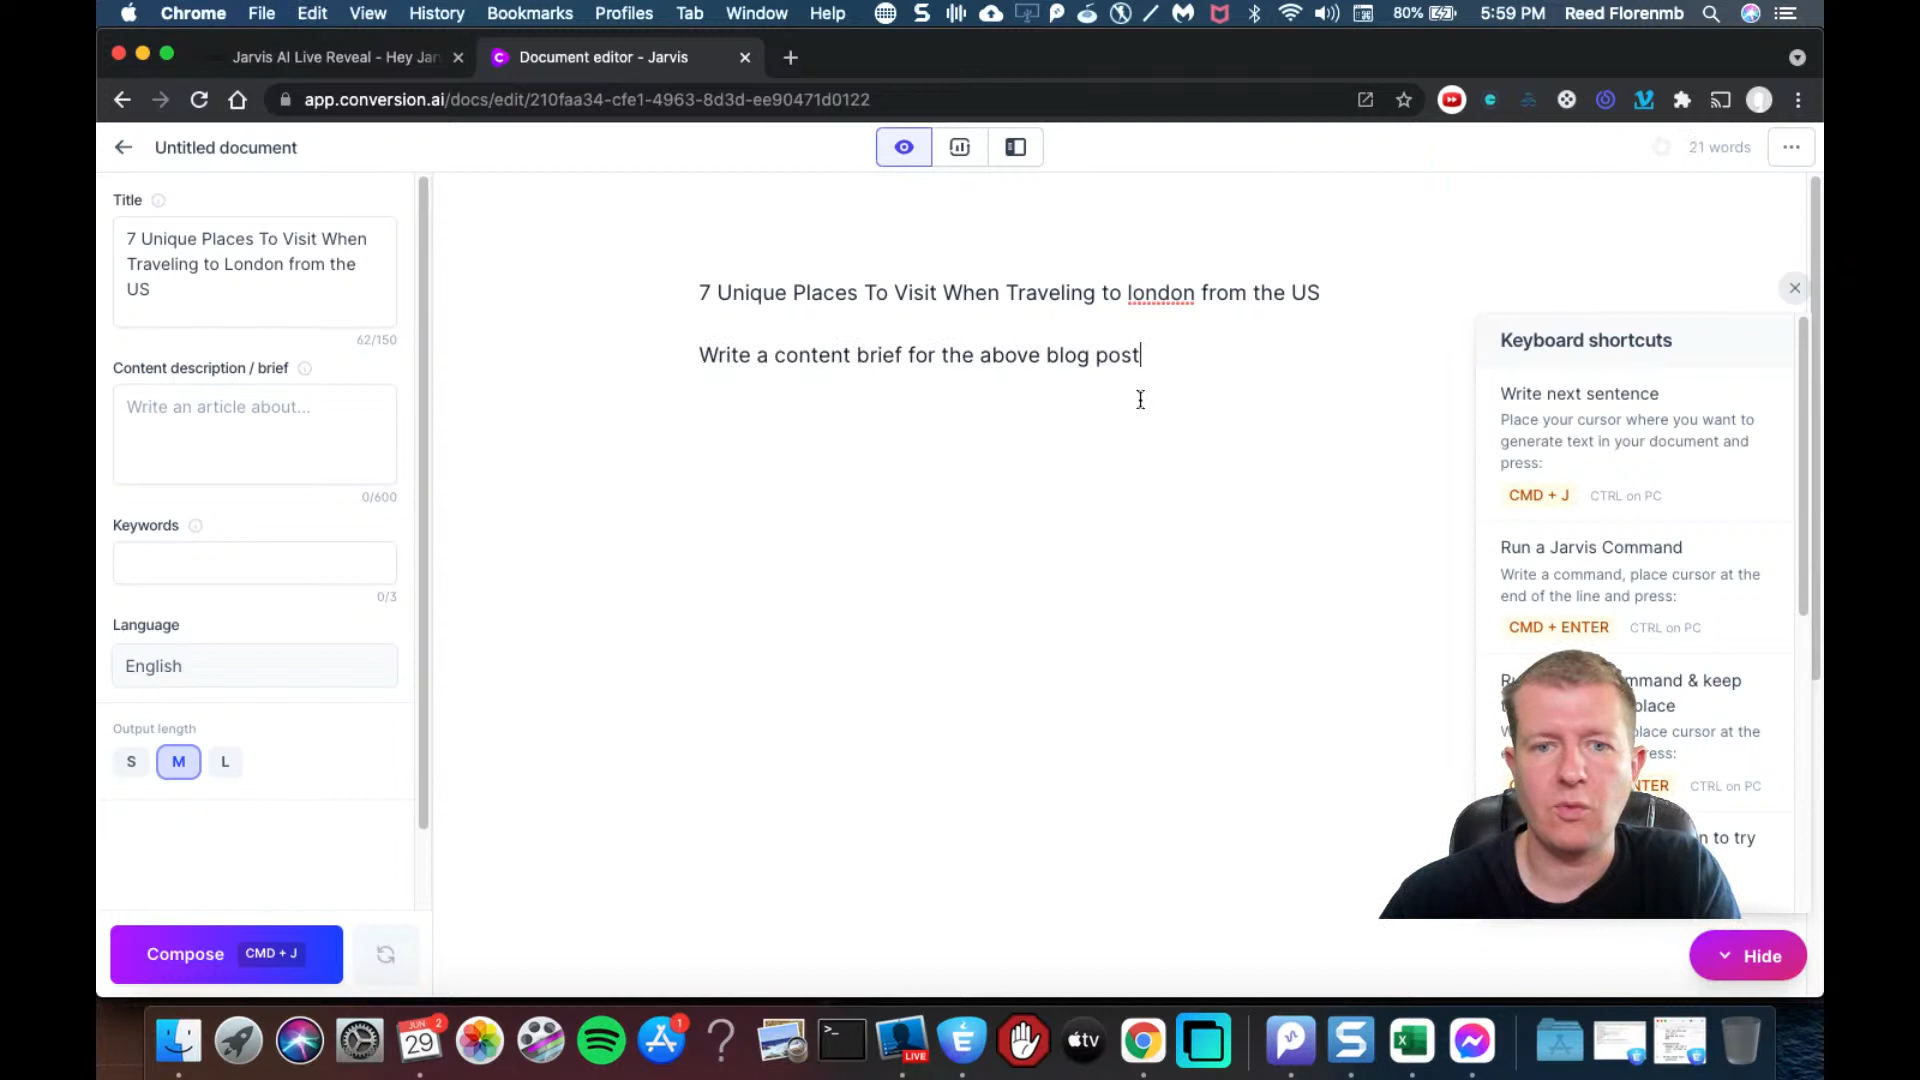 Chrome File Edit View History Bookmarks Profiles Tab Window Help 80% 5:59 PM Reed Florenmb
Jarvis AI Live Reveal - Hey Jar
Document editor - Jarvis
app.conversion.ai/docs/edit/210faa34-cfe1-4963-8d3d-ee90471d0122
Untitled document
21 words
Title
7 Unique Places To Visit When
Traveling to London from the
US
62/150
Content description / brief
Write an article about...
0/600
Keywords
0/3
Language
English
Output length
S M L
Compose CMD + J
7 Unique Places To Visit When Traveling to london from the US
Write a content brief for the above blog post
Keyboard shortcuts
Write next sentence
Place your cursor where you want to
generate text in your document and
press:
CMD + J CTRL on PC
Run a Jarvis Command
Write a command, place cursor at the
end of the line and press:
CMD + ENTER CTRL on PC
mmand & keep
place
lace cursor at the
ess:
NTER CTRL on PC
n to try
Hide
JUN 2
29
1
LIVE
tv